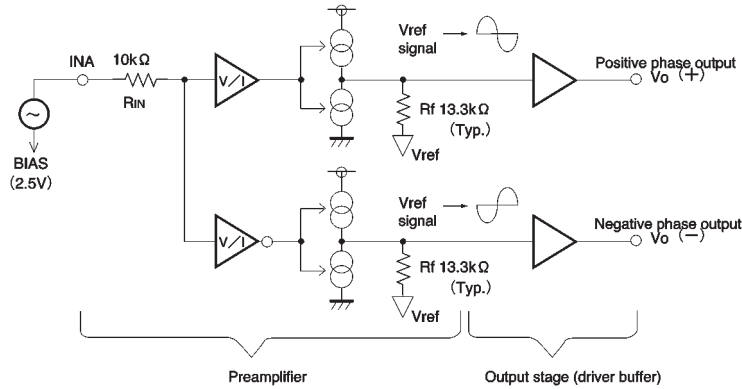 INA
10kΩ
RIN
BIAS
(2.5V)
V/I
Vref
signal
Rf 13.3kΩ
(Typ.)
Vref
Positive phase output
Vo (+)
V/I
Vref
signal
Rf 13.3kΩ
(Typ.)
Vref
Negative phase output
Vo (−)
Preamplifier
Output stage (driver buffer)